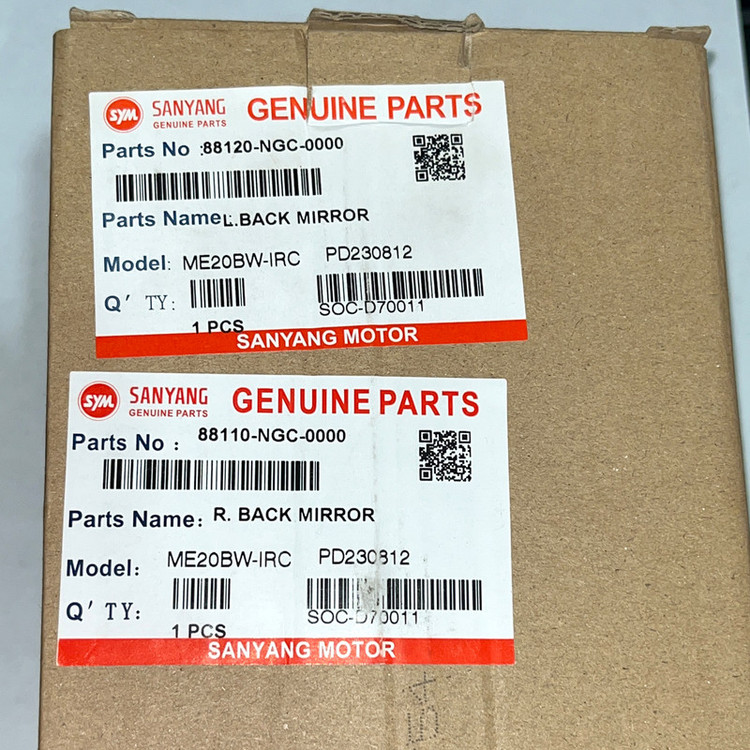 SYM SANYANG GENUINE PARTS
GENUINE PARTS
Parts No :88120-NGC-0000
Parts Name:L.BACK MIRROR
Model: ME20BW-IRC PD230812
Q' TY:
SOC-D70011
1 PCS
SANYANG MOTOR
SYM SANYANG GENUINE PARTS
GENUINE PARTS
Parts No : 88110-NGC-0000
Parts Name: R. BACK MIRROR
Model: ME20BW-IRC PD230812
Q' TY:
SOC-D70011
1 PCS
SANYANG MOTOR